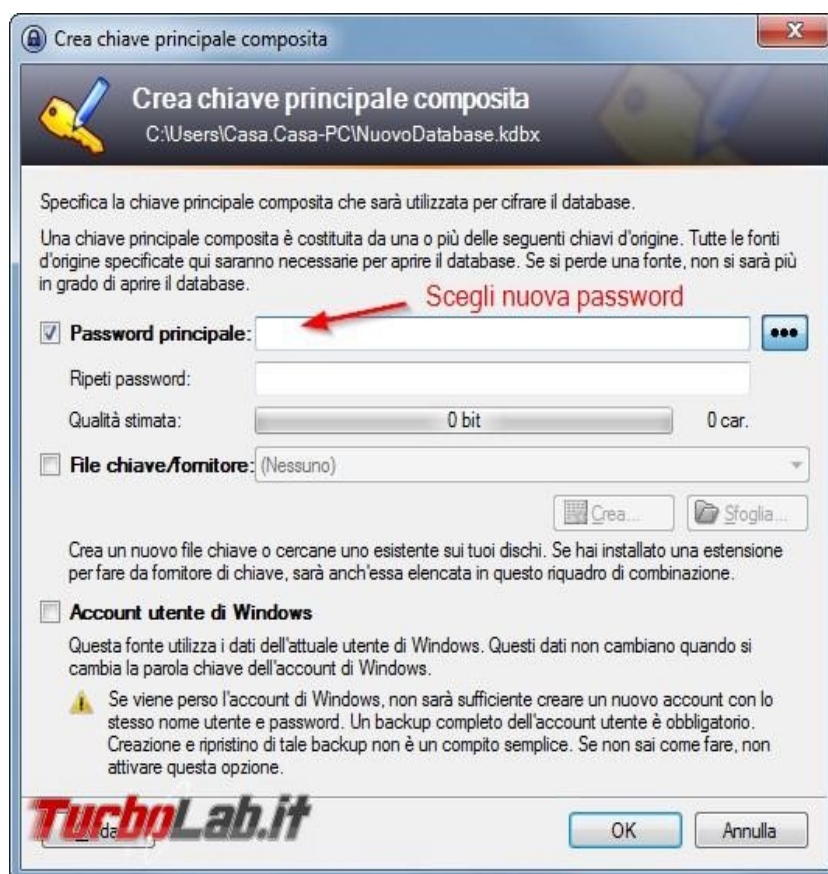 Crea chiave principale composita
Crea chiave principale composita
C:\Users\Casa.Casa-PC\NuovoDatabase.kdbx
Specifica la chiave principale composita che sarà utilizzata per cifrare il database.
Una chiave principale composita è costituita da una o più delle seguenti chiavi d'origine. Tutte le fonti
d'origine specificate qui saranno necessarie per aprire il database. Se si perde una fonte, non si sarà più
in grado di aprire il database.
Scegli nuova password
Password principale:
Ripeti password:
Qualità stimata: 0 bit 0 car.
File chiave/fornitore: (Nessuno)
Crea... Sfoglia...
Crea un nuovo file chiave o cercane uno esistente sui tuoi dischi. Se hai installato una estensione
per fare da fornitore di chiave, sarà anch'essa elencata in questo riquadro di combinazione.
Account utente di Windows
Questa fonte utilizza i dati dell'attuale utente di Windows. Questi dati non cambiano quando si
cambia la parola chiave dell'account di Windows.
Se viene perso l'account di Windows, non sarà sufficiente creare un nuovo account con lo
stesso nome utente e password. Un backup completo dell'account utente è obbligatorio.
Creazione e ripristino di tale backup non è un compito semplice. Se non sai come fare, non
attivare questa opzione.
TurboLab.it
OK Annulla